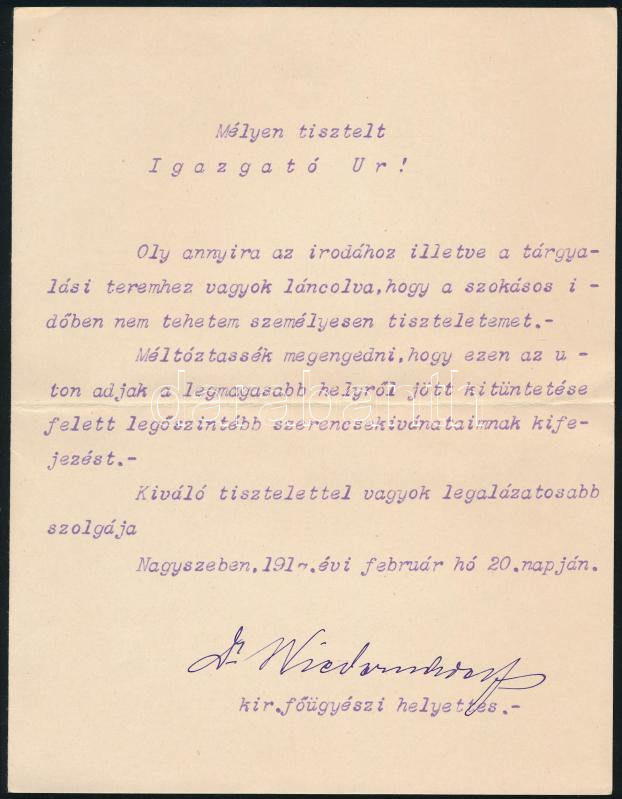 Mélyen tisztelt
Igazgató Ur!
Oly annyira az irodához illetve a tárgya-
lási teremhez vagyok láncolva,hogy a szokásos i -
dőben nem tehetem személyesen tiszteletemet.-
Méltóztassék megengedni,hogy ezen az u -
ton adjak a legmagasabb helyről jött kitüntetése
felett legőszintébb szerencsekivánataimnak kife-
jezést.-
Kiváló tisztelettel vagyok legalázatosabb
szolgája
Nagyszeben, évi február hó 20.napján.
Dr.
kir.főügyészi helyettes.-
darabanth